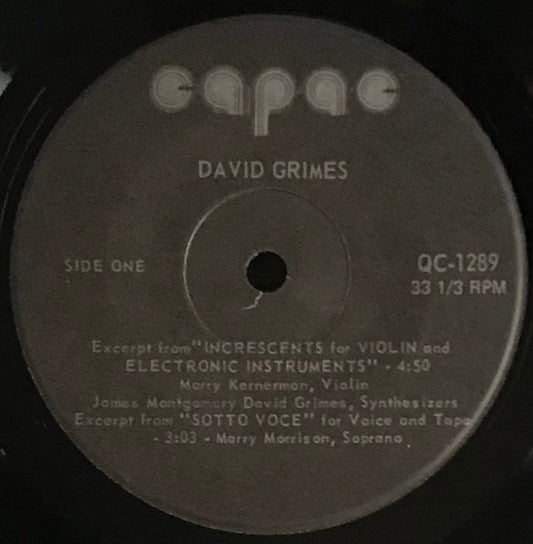 capac
DAVID GRIMES
SIDE ONE
QC-1289
33 1/3 RPM
Excerpt from "INCRESCENTS for VIOLIN and
ELECTRONIC INSTRUMENTS" - 4:50
Morry Kernerman, Violin
James Montgomery David Grimes, Synthesizers
Excerpt from "SOTTO VOCE" for Voice and Tape
- 3:03 - Marry Morrison, Soprano